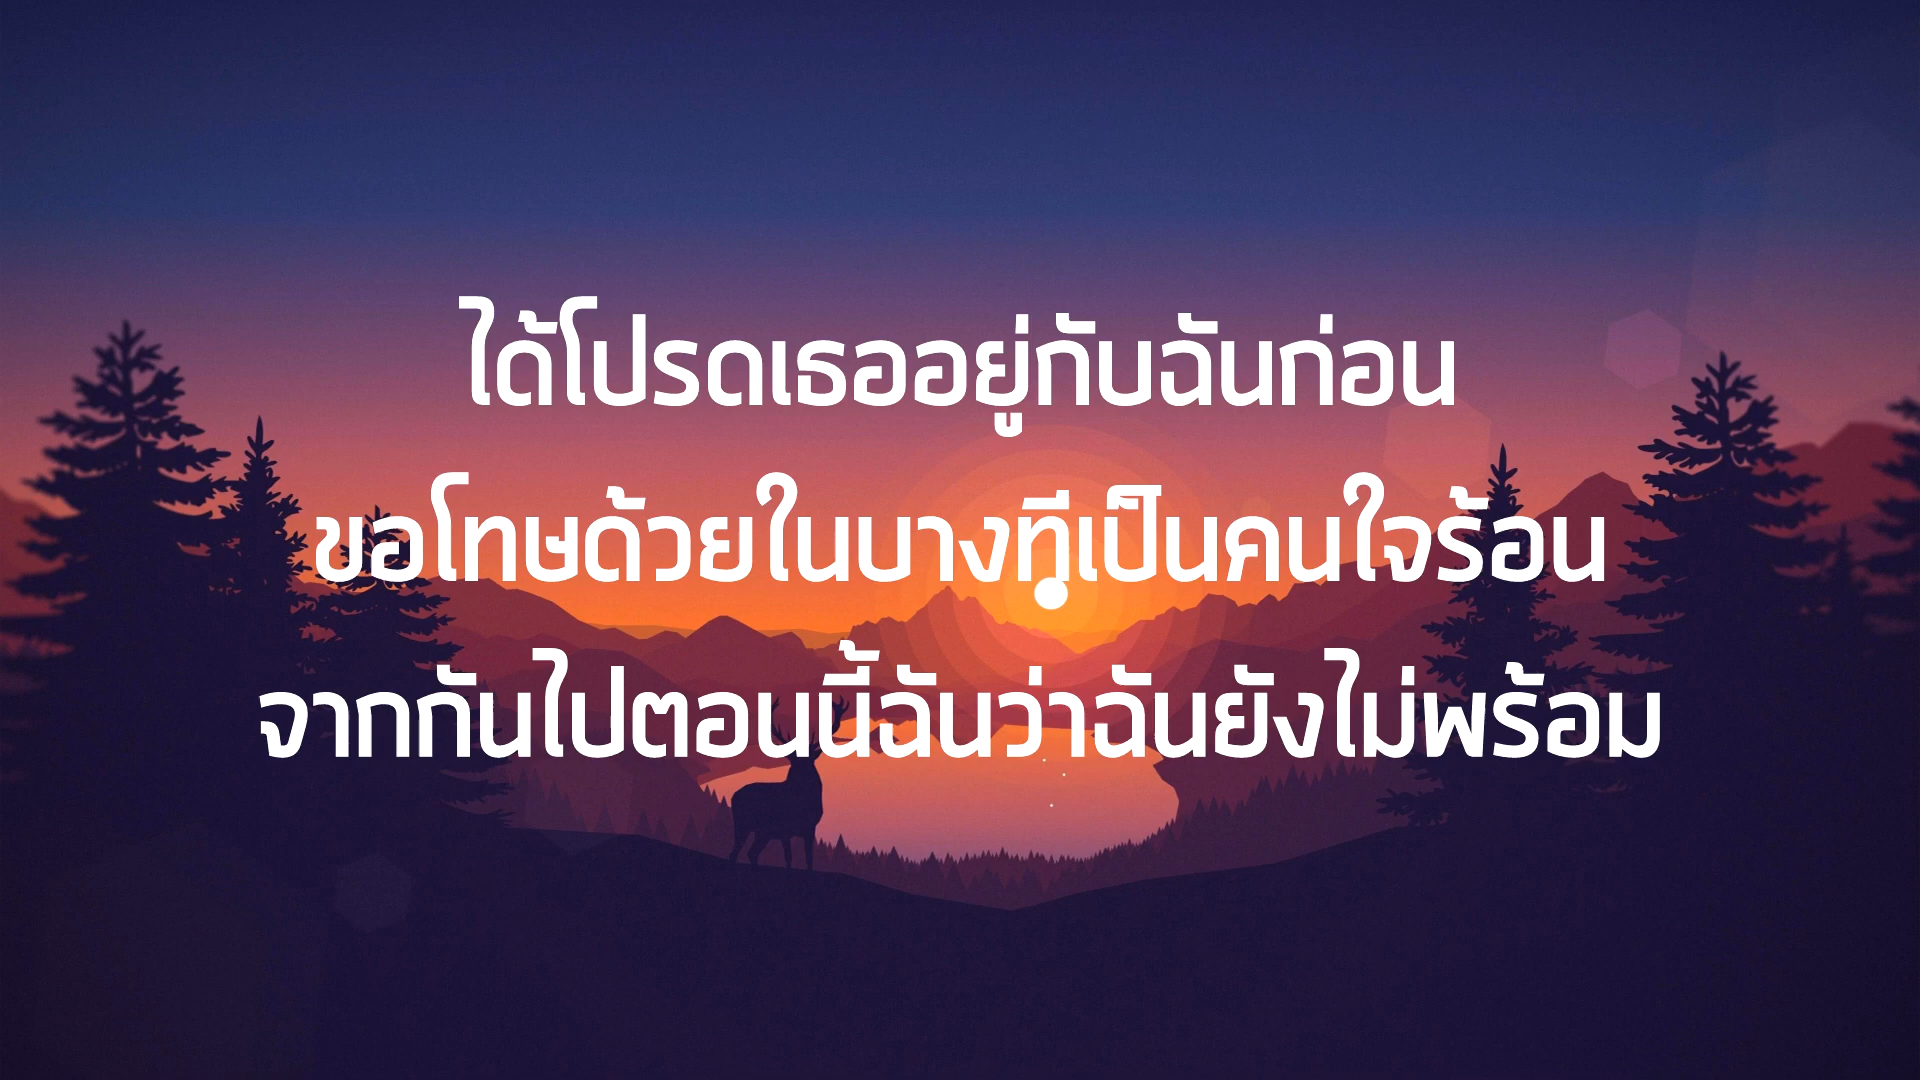 ได้โปรดเธออยู่กับฉันก่อน
ขอโทษด้วยในบางทีเป็นคนใจร้อน
จากกันไปตอนนี้ฉันว่าฉันยังไม่พร้อม